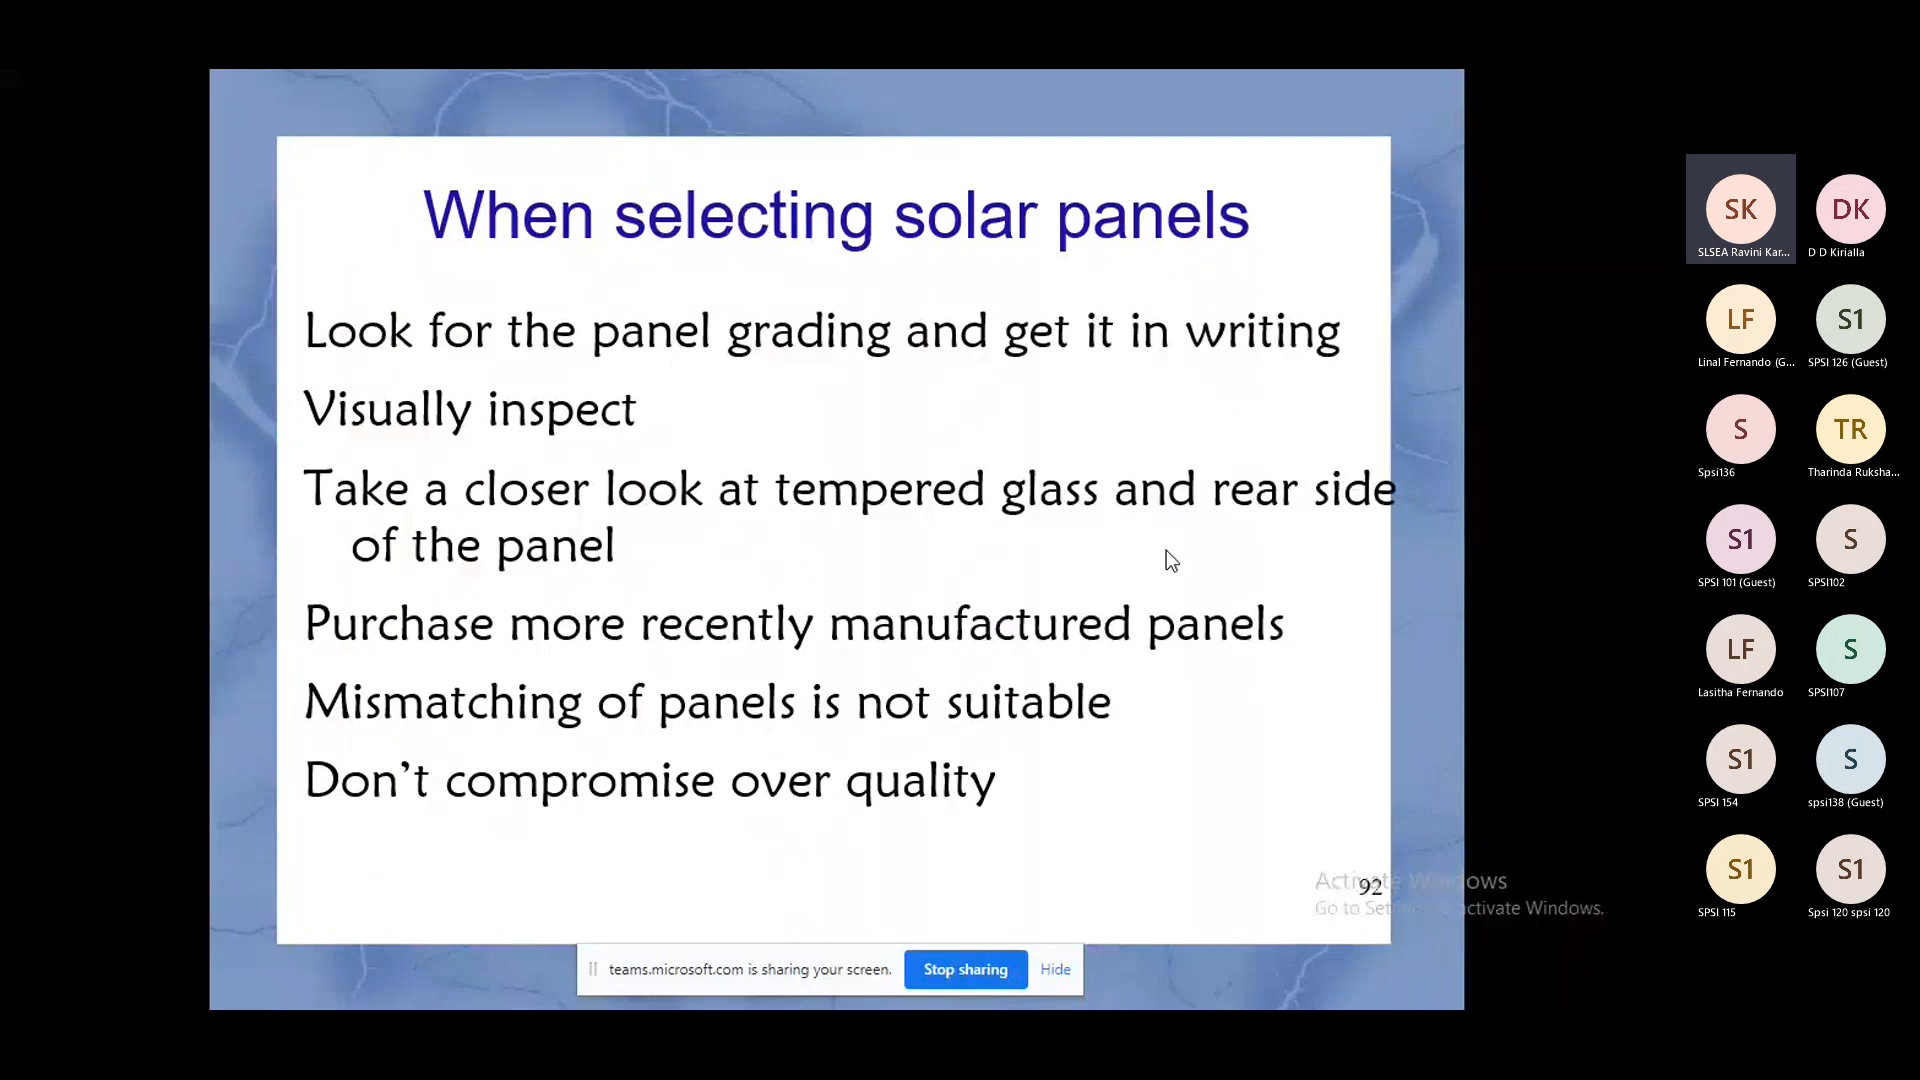 When selecting solar panels
Look for the panel grading and get it in writing
Visually inspect
Take a closer look at tempered glass and rear side
of the panel
Purchase more recently manufactured panels
Mismatching of panels is not suitable
Don't compromise over quality
92
Activate Windows
Go to Settings to activate Windows.
teams.microsoft.com is sharing your screen.
Stop sharing
Hide
SK
SLSEA Ravini Kar...
DK
D D Kirialla
LF
Linal Fernando (G...
S1
SPSI 126 (Guest)
S
Spsi136
TR
Tharinda Ruksha...
S1
SPSI 101 (Guest)
S
SPSI102
LF
Lasitha Fernando
S
SPSI107
S1
SPSI 154
S
spsi138 (Guest)
S1
SPSI 115
S1
Spsi 120 spsi 120